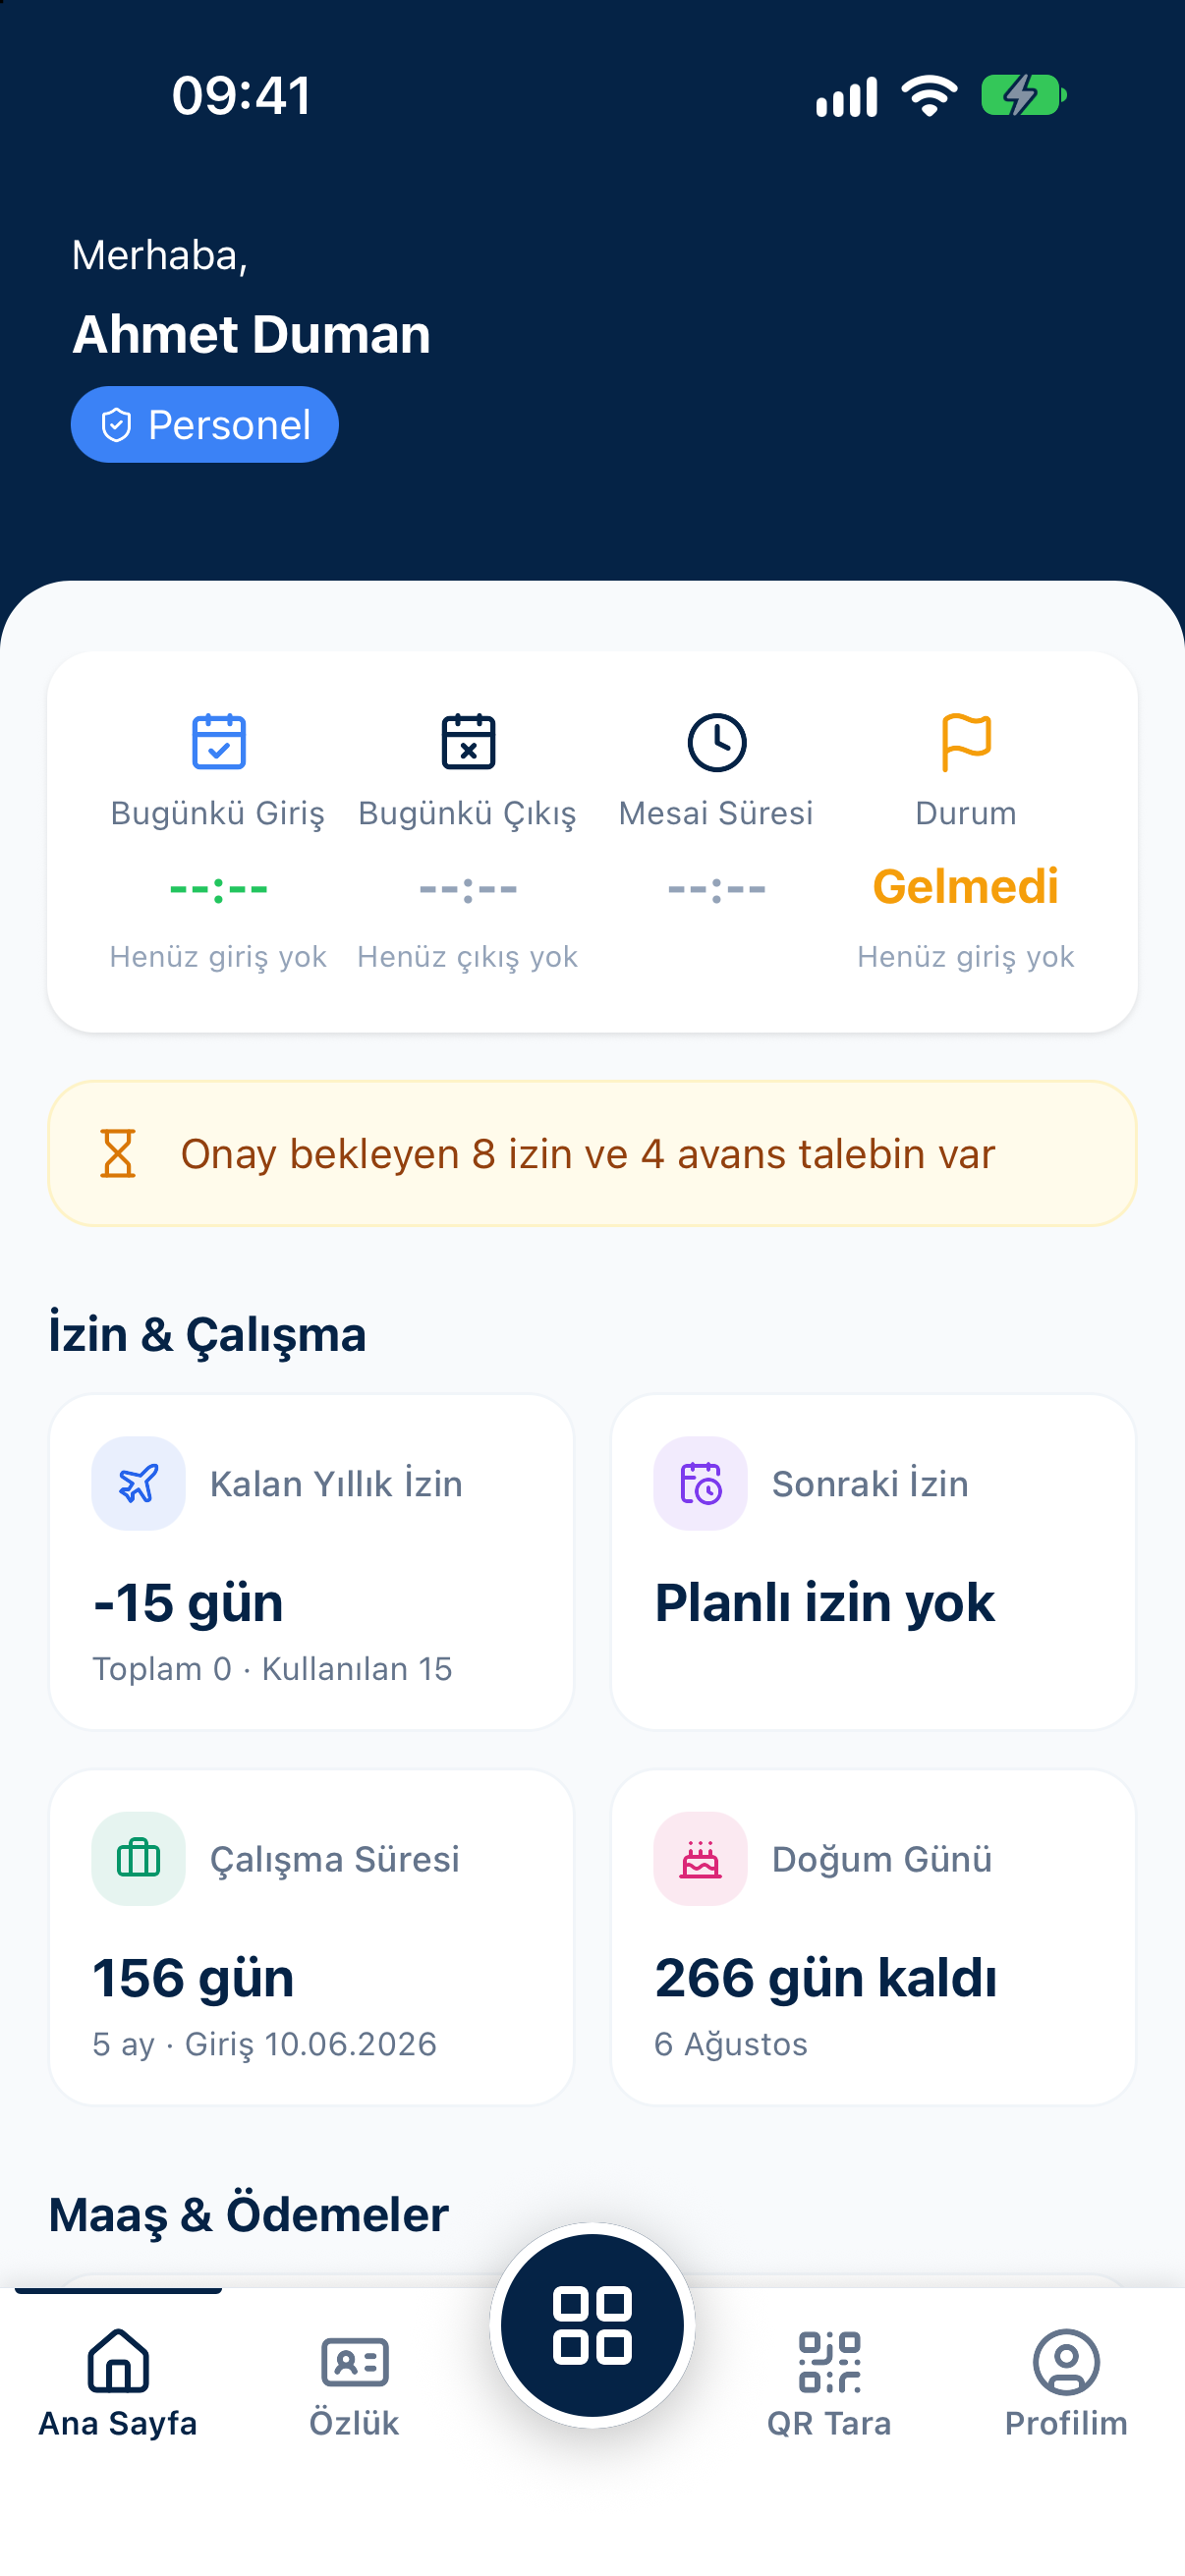 09:41
Merhaba,
Ahmet Duman
Personel
Bugünkü Giriş
Bugünkü Çıkış
Mesai Süresi
Durum
--:--
--:--
--:--
Gelmedi
Henüz giriş yok
Henüz çıkış yok
Henüz giriş yok
Onay bekleyen 8 izin ve 4 avans talebin var
İzin & Çalışma
Kalan Yıllık İzin
-15 gün
Toplam 0 · Kullanılan 15
Sonraki İzin
Planlı izin yok
Çalışma Süresi
156 gün
5 ay · Giriş 10.06.2026
Doğum Günü
266 gün kaldı
6 Ağustos
Maaş & Ödemeler
Ana Sayfa
Özlük
QR Tara
Profilim